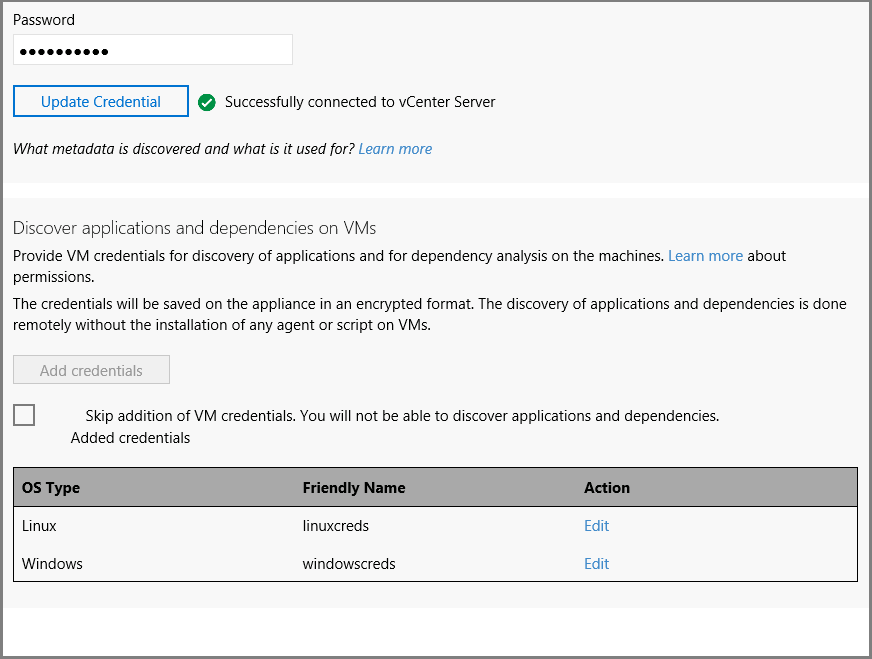 Password
••••••••••
Update Credential Successfully connected to vCenter Server
What metadata is discovered and what is it used for? Learn more
Discover applications and dependencies on VMs
Provide VM credentials for discovery of applications and for dependency analysis on the machines. Learn more about
permissions.
The credentials will be saved on the appliance in an encrypted format. The discovery of applications and dependencies is done
remotely without the installation of any agent or script on VMs.
Add credentials
Skip addition of VM credentials. You will not be able to discover applications and dependencies.
Added credentials
OS Type Friendly Name Action
Linux linuxcreds Edit
Windows windowscreds Edit